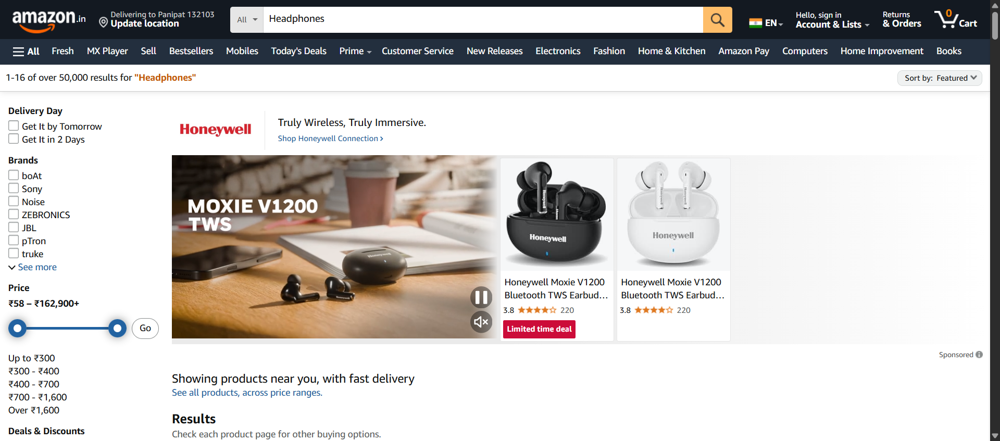 amazon.in
Delivering to Panipat 132103
Update location
All
Headphones
EN
Hello, sign in
Account & Lists
Returns
& Orders
0
Cart
All
Fresh
MX Player
Sell
Bestsellers
Mobiles
Today's Deals
Prime
Customer Service
New Releases
Electronics
Fashion
Home & Kitchen
Amazon Pay
Computers
Home Improvement
Books
1-16 of over 50,000 results for "Headphones"
Sort by: Featured
Delivery Day
Get It by Tomorrow
Get It in 2 Days
Brands
boAt
Sony
Noise
ZEBRONICS
JBL
pTron
truke
See more
Price
₹58 – ₹162,900+
Go
Up to ₹300
₹300 - ₹400
₹400 - ₹700
₹700 - ₹1,600
Over ₹1,600
Deals & Discounts
Honeywell
Truly Wireless, Truly Immersive.
Shop Honeywell Connection ›
MOXIE V1200
TWS
Honeywell
Honeywell
Honeywell
Honeywell Moxie V1200
Bluetooth TWS Earbud…
3.8
220
Limited time deal
Honeywell
Honeywell
Honeywell
Honeywell Moxie V1200
Bluetooth TWS Earbud…
3.8
220
Sponsored
Showing products near you, with fast delivery
See all products, across price ranges.
Results
Check each product page for other buying options.